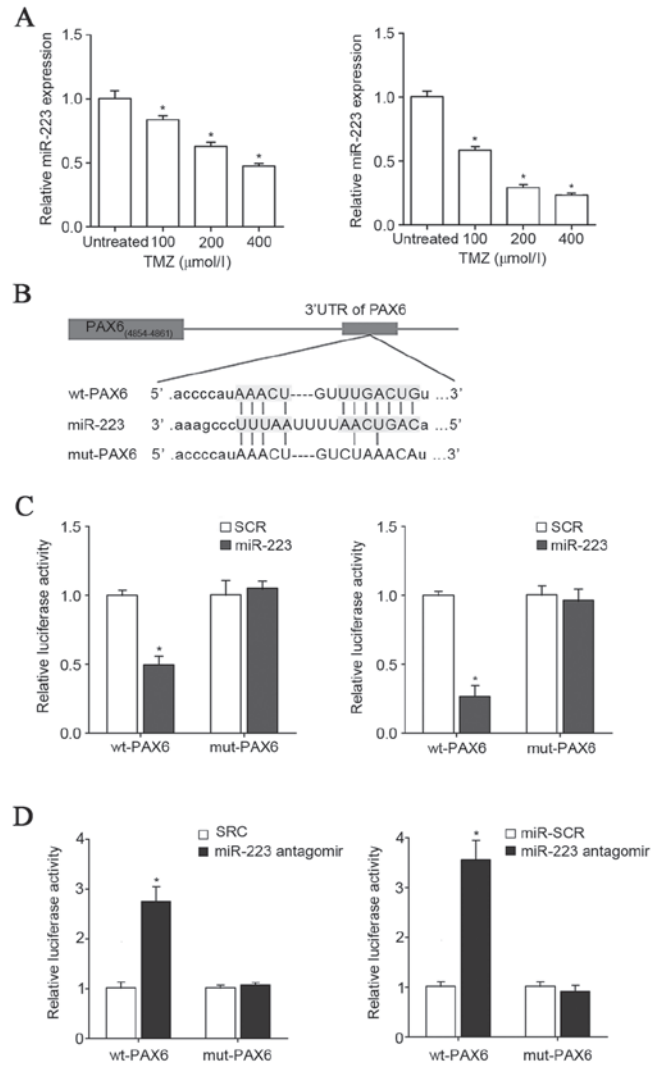 A
Relative miR-223 expression
1.5
1.0
0.5
0.0
*
*
*
Untreated 100 200 400
TMZ (μmol/l)
Relative miR-223 expression
1.5
1.0
0.5
0.0
*
*
*
Untreated 100 200 400
TMZ (μmol/l)
B
3'UTR of PAX6
PAX6(4854-4861)
wt-PAX6 5' .accccauAAACU----GUUUGACUGu ...3'
miR-223 3' .aaagcccUUUAAUUUUAACUGACa ...5'
mut-PAX6 5' .accccauAAACU----GUCUAAACAu ...3'
C
Relative luciferase activity
1.5
1.0
0.5
0.0
SCR
miR-223
*
wt-PAX6 mut-PAX6
Relative luciferase activity
1.5
1.0
0.5
0.0
SCR
miR-223
*
wt-PAX6 mut-PAX6
D
Relative luciferase activity
4
3
2
1
0
SRC
miR-223 antagomir
*
wt-PAX6 mut-PAX6
Relative luciferase activity
4
3
2
1
0
miR-SCR
miR-223 antagomir
*
wt-PAX6 mut-PAX6